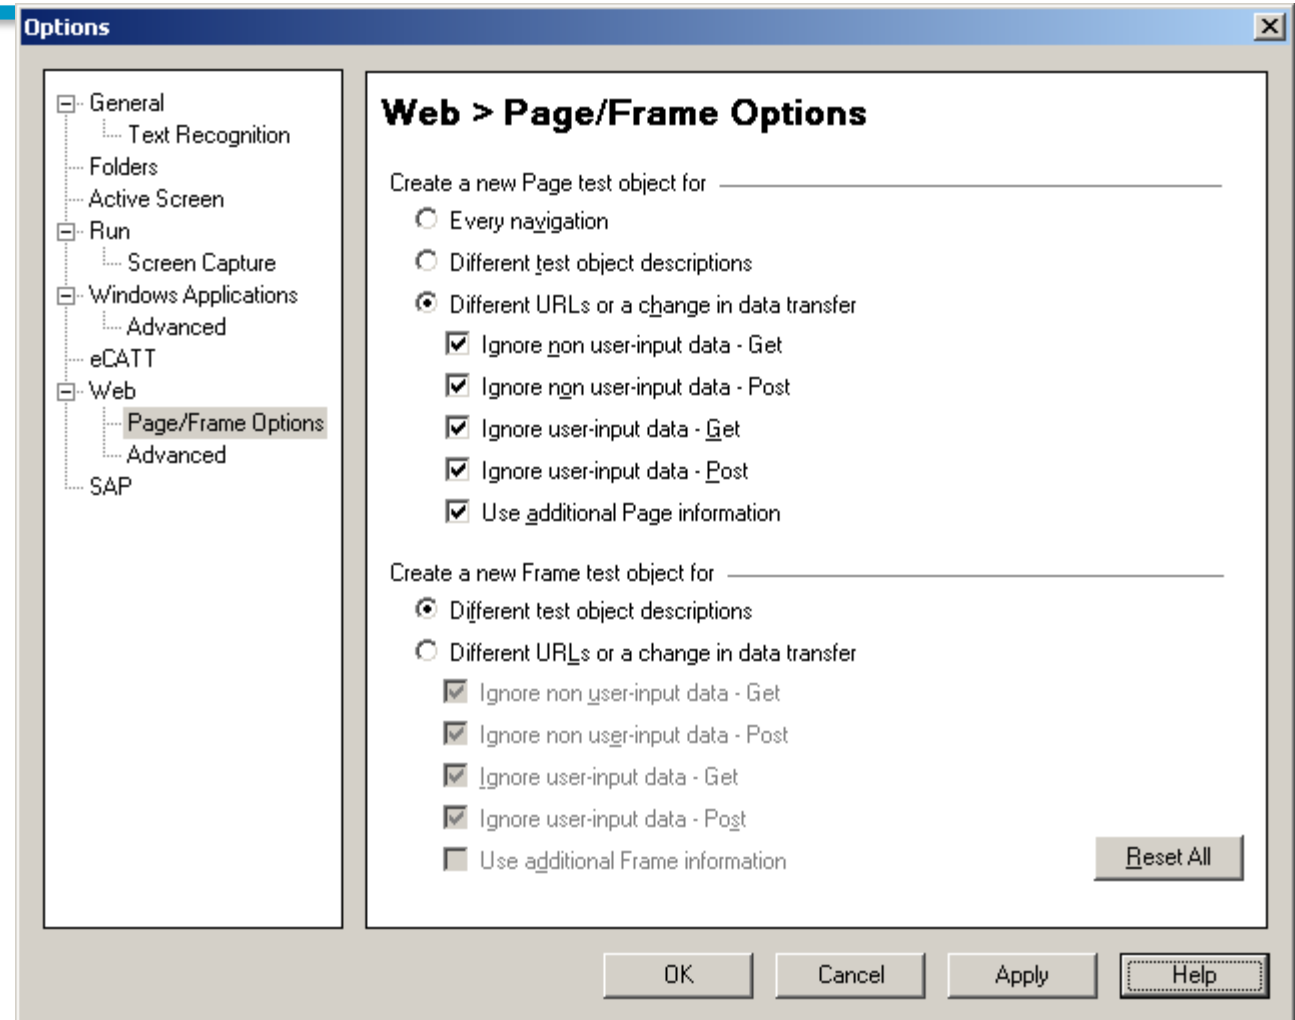 Options
General
Text Recognition
Folders
Active Screen
Run
Screen Capture
Windows Applications
Advanced
eCATT
Web
Page/Frame Options
Advanced
SAP
Web > Page/Frame Options
Create a new Page test object for
Every navigation
Different test object descriptions
Different URLs or a change in data transfer
Ignore non user-input data - Get
Ignore non user-input data - Post
Ignore user-input data - Get
Ignore user-input data - Post
Use additional Page information
Create a new Frame test object for
Different test object descriptions
Different URLs or a change in data transfer
Ignore non user-input data - Get
Ignore non user-input data - Post
Ignore user-input data - Get
Ignore user-input data - Post
Use additional Frame information
Reset All
OK Cancel Apply Help